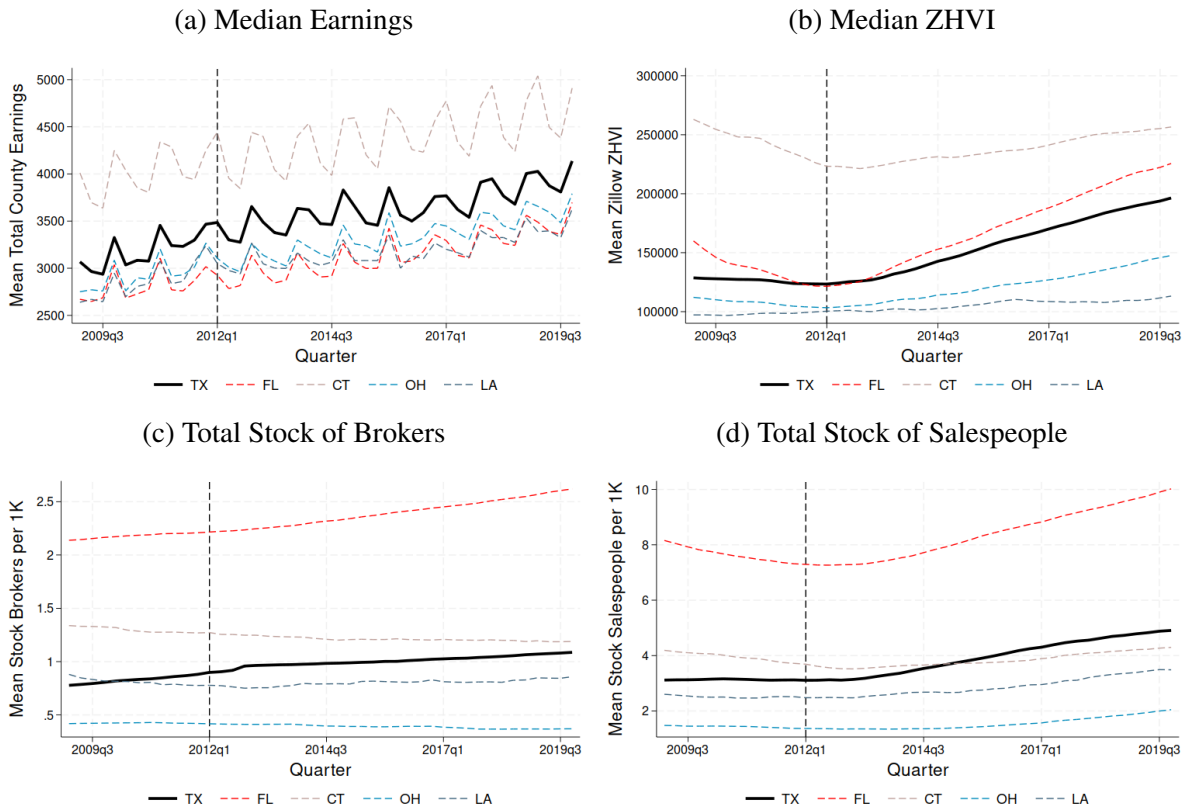 (a) Median Earnings
Mean Total County Earnings
5000
4500
4000
3500
3000
2500
2009q3 2012q1 2014q3 2017q1 2019q3
Quarter
TX FL CT OH LA
(b) Median ZHVI
Mean Zillow ZHVI
300000
250000
200000
150000
100000
2009q3 2012q1 2014q3 2017q1 2019q3
Quarter
TX FL CT OH LA
(c) Total Stock of Brokers
Mean Stock Brokers per 1K
2.5
2
1.5
1
.5
2009q3 2012q1 2014q3 2017q1 2019q3
Quarter
TX FL CT OH LA
(d) Total Stock of Salespeople
Mean Stock Salespeople per 1K
10
8
6
4
2
2009q3 2012q1 2014q3 2017q1 2019q3
Quarter
TX FL CT OH LA